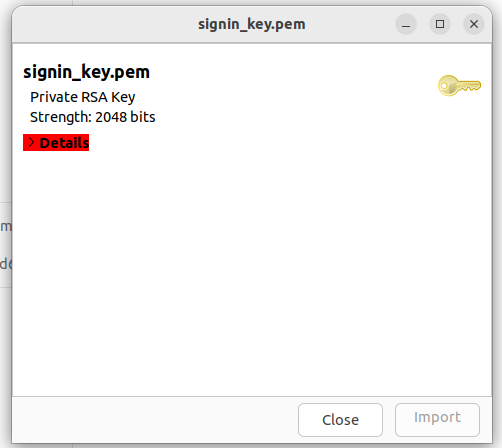 signin_key.pem
signin_key.pem
Private RSA Key
Strength: 2048 bits
Details
Close
Import